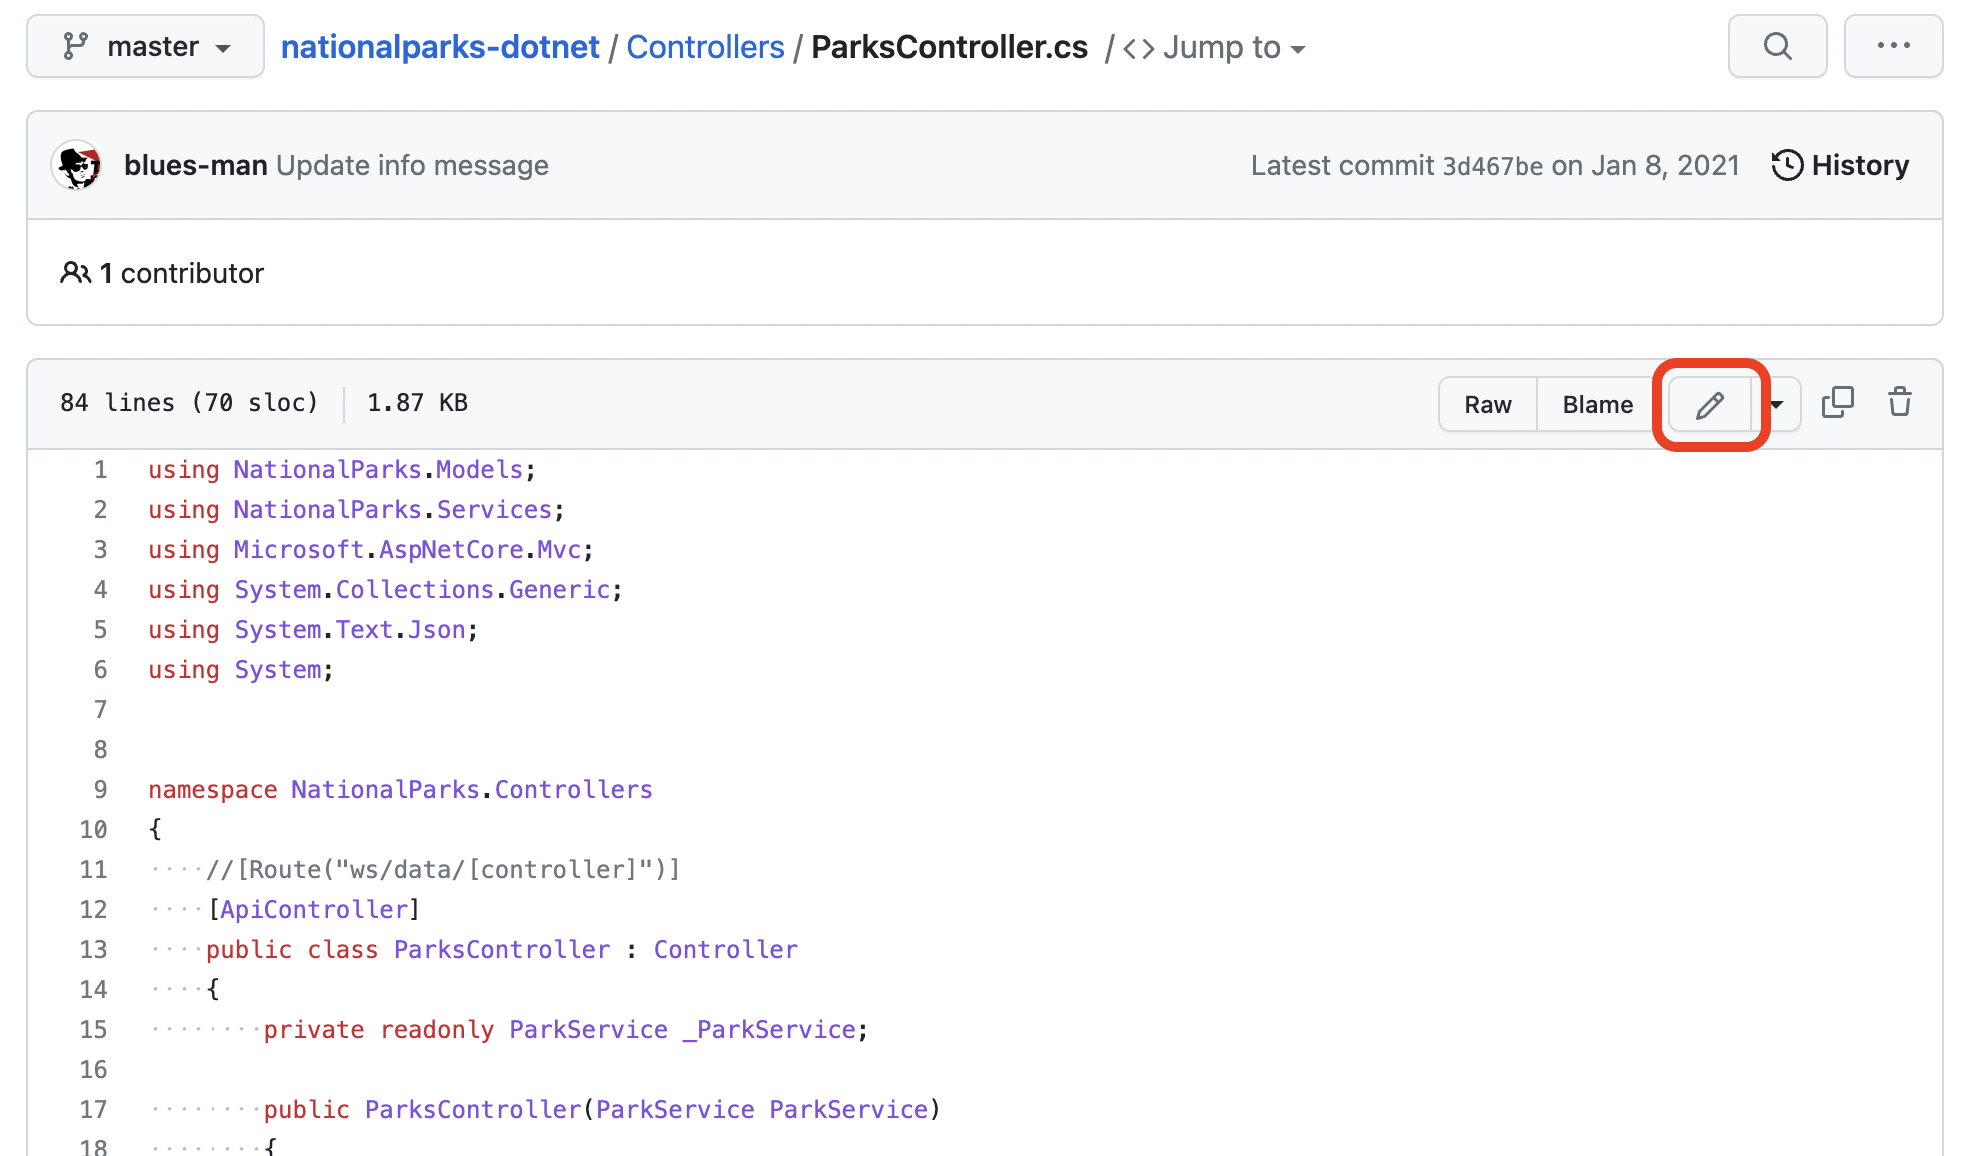 master nationalparks-dotnet / Controllers / ParksController.cs / <> Jump to
blues-man Update info message Latest commit 3d467be on Jan 8, 2021 History
1 contributor
84 lines (70 sloc) 1.87 KB Raw Blame
1 using NationalParks.Models;
2 using NationalParks.Services;
3 using Microsoft.AspNetCore.Mvc;
4 using System.Collections.Generic;
5 using System.Text.Json;
6 using System;
7
8
9 namespace NationalParks.Controllers
10 {
11 ····//[Route("ws/data/[controller]")]
12 ····[ApiController]
13 ····public class ParksController : Controller
14 ····{
15 ········private readonly ParkService _ParkService;
16
17 ········public ParksController(ParkService ParkService)
18 ········{